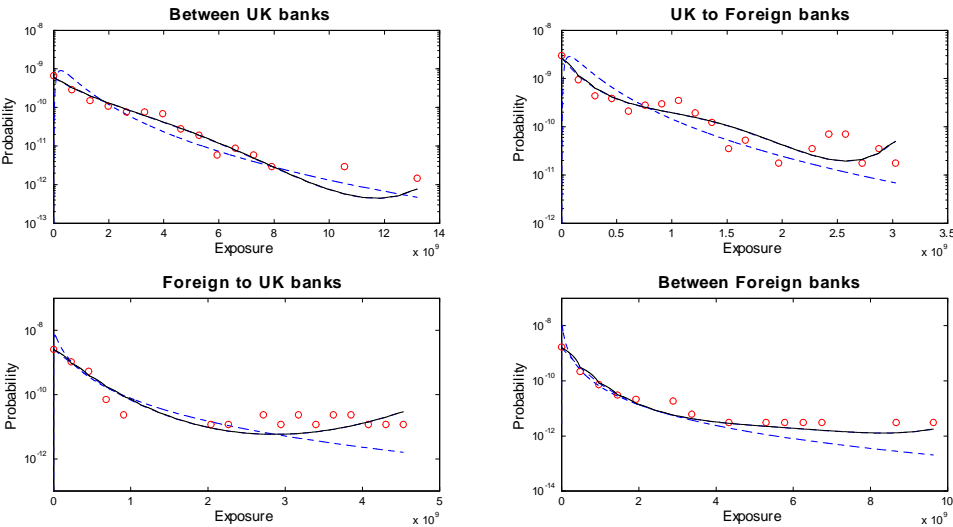 Between UK banks
10^-8
10^-9
10^-10
10^-11
10^-12
10^-13
Probability
0 2 4 6 8 10 12 14
Exposure
x 10^9
UK to Foreign banks
10^-8
10^-9
10^-10
10^-11
10^-12
Probability
0 0.5 1 1.5 2 2.5 3 3.5
Exposure
x 10^9
Foreign to UK banks
10^-8
10^-10
10^-12
Probability
0 1 2 3 4 5
Exposure
x 10^9
Between Foreign banks
10^-8
10^-10
10^-12
10^-14
Probability
0 2 4 6 8 10
Exposure
x 10^9